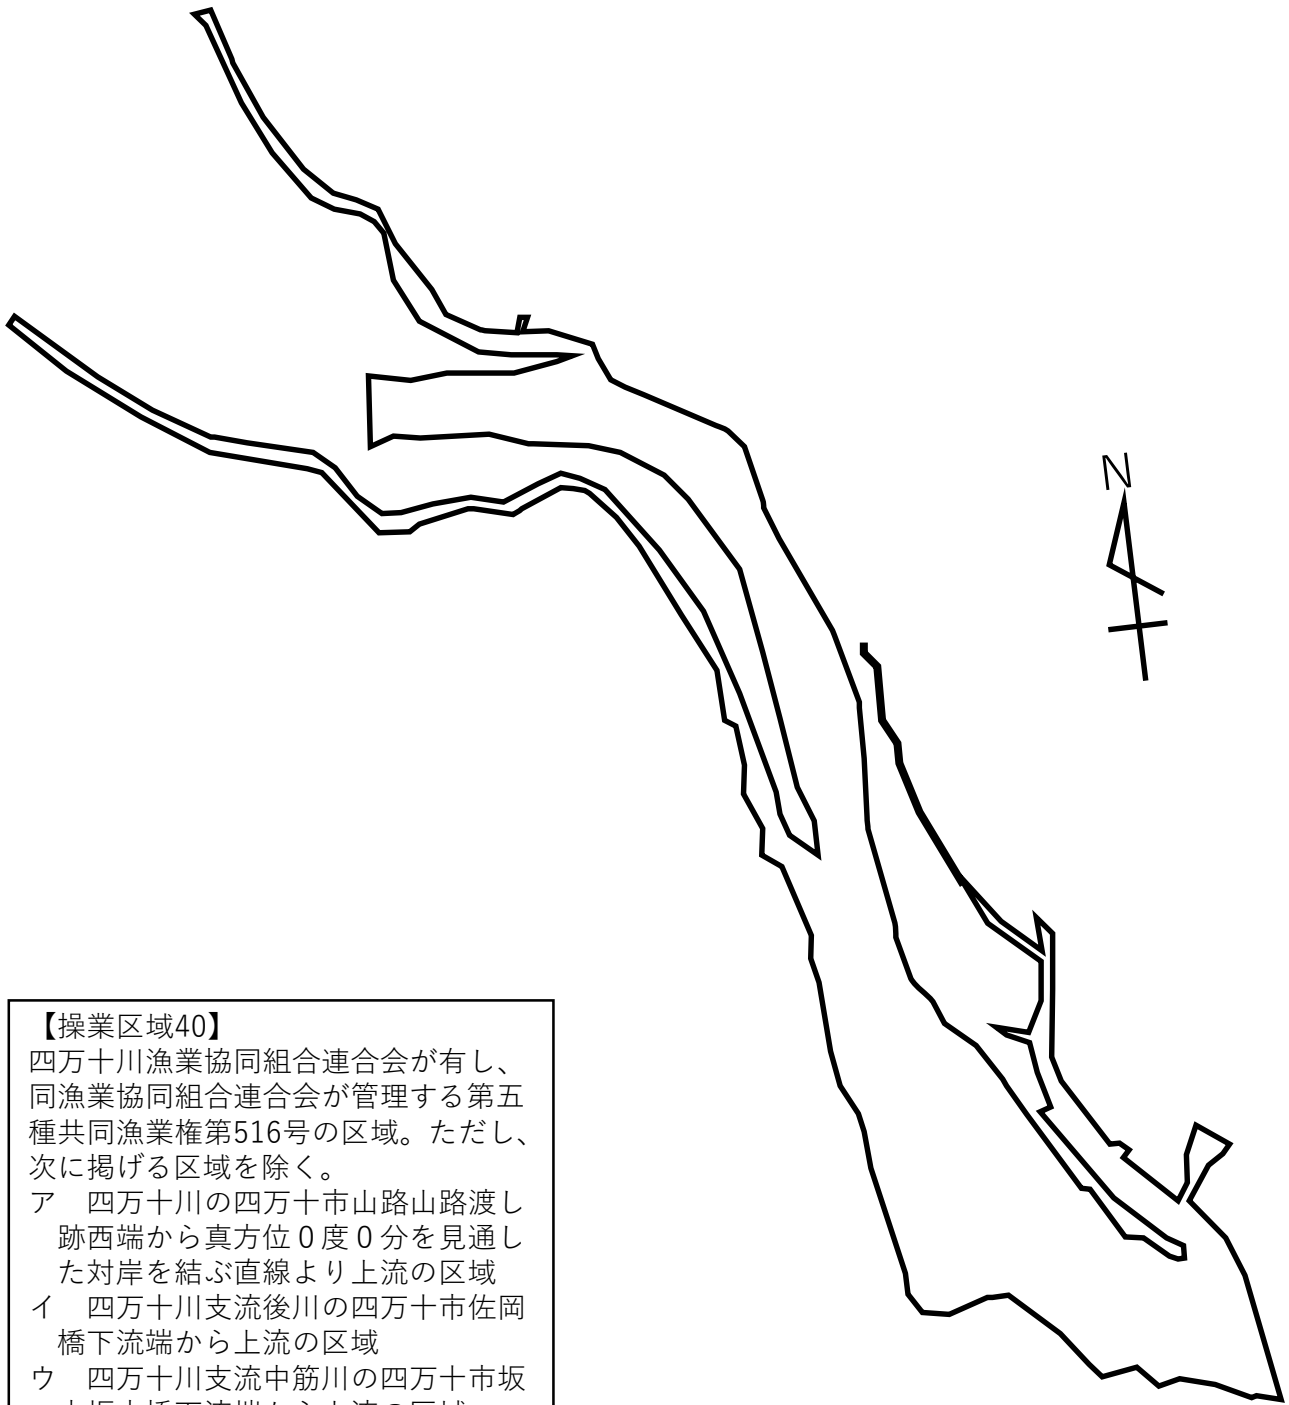 N
【操業区域40】
四万十川漁業協同組合連合会が有し、
同漁業協同組合連合会が管理する第五
種共同漁業権第516号の区域。ただし、
次に掲げる区域を除く。
ア　四万十川の四万十市山路山路渡し
跡西端から真方位０度０分を見通し
た対岸を結ぶ直線より上流の区域
イ　四万十川支流後川の四万十市佐岡
橋下流端から上流の区域
ウ　四万十川支流中筋川の四万十市坂